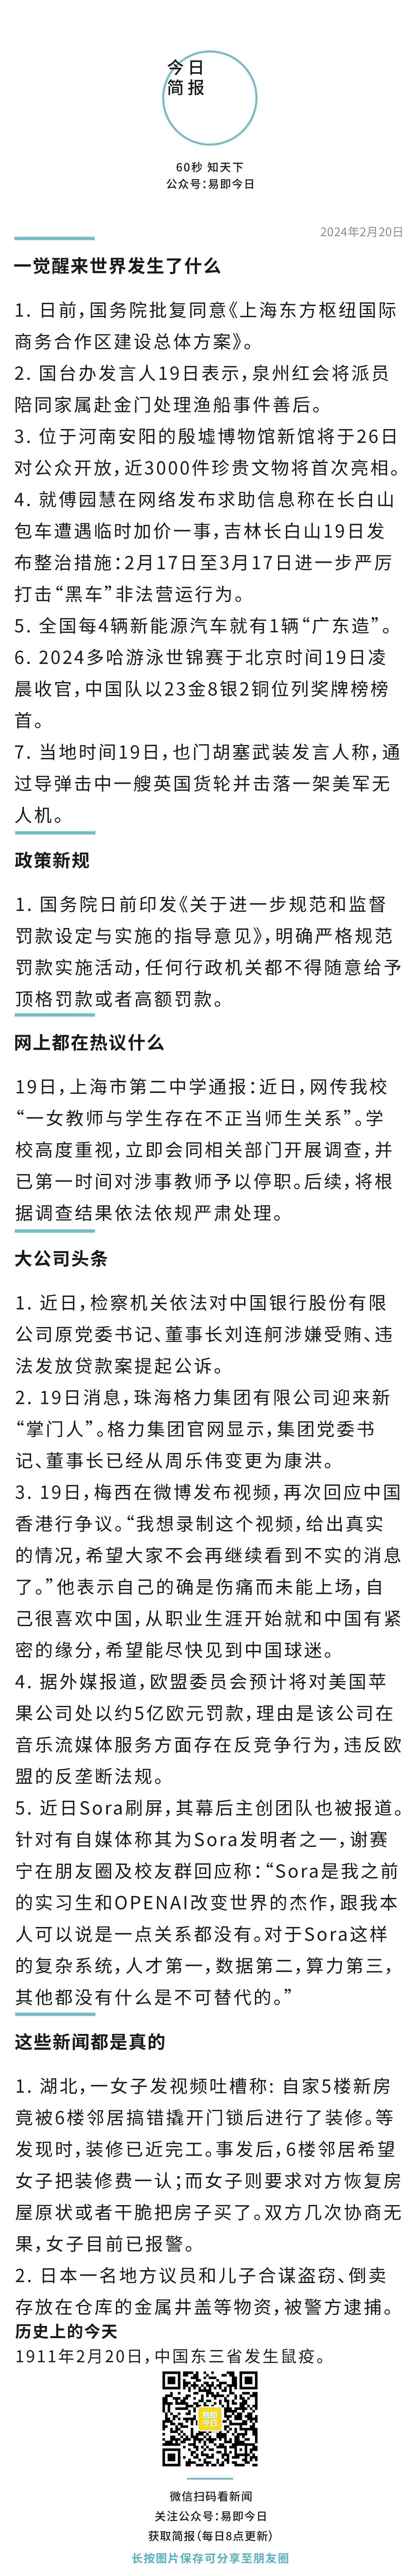 今日
简报
60秒 知天下
公众号：易即今日
2024年2月20日
一觉醒来世界发生了什么
1. 日前，国务院批复同意《上海东方枢纽国际
商务合作区建设总体方案》。
2. 国台办发言人19日表示，泉州红会将派员
陪同家属赴金门处理渔船事件善后。
3. 位于河南安阳的殷墟博物馆新馆将于26日
对公众开放，近3000件珍贵文物将首次亮相。
4. 就傅园慧在网络发布求助信息称在长白山
包车遭遇临时加价一事，吉林长白山19日发
布整治措施：2月17日至3月17日进一步严厉
打击“黑车”非法营运行为。
5. 全国每4辆新能源汽车就有1辆“广东造”。
6. 2024多哈游泳世锦赛于北京时间19日凌
晨收官，中国队以23金8银2铜位列奖牌榜榜
首。
7. 当地时间19日，也门胡塞武装发言人称，通
过导弹击中一艘英国货轮并击落一架美军无
人机。
政策新规
1. 国务院日前印发《关于进一步规范和监督
罚款设定与实施的指导意见》，明确严格规范
罚款实施活动，任何行政机关都不得随意给予
顶格罚款或者高额罚款。
网上都在热议什么
19日，上海市第二中学通报：近日，网传我校
“一女教师与学生存在不正当师生关系”。学
校高度重视，立即会同相关部门开展调查，并
已第一时间对涉事教师予以停职。后续，将根
据调查结果依法依规严肃处理。
大公司头条
1. 近日，检察机关依法对中国银行股份有限
公司原党委书记、董事长刘连舸涉嫌受贿、违
法发放贷款案提起公诉。
2. 19日消息，珠海格力集团有限公司迎来新
“掌门人”。格力集团官网显示，集团党委书
记、董事长已经从周乐伟变更为康洪。
3. 19日，梅西在微博发布视频，再次回应中国
香港行争议。“我想录制这个视频，给出真实
的情况，希望大家不会再继续看到不实的消息
了。”他表示自己的确是伤痛而未能上场，自
己很喜欢中国，从职业生涯开始就和中国有紧
密的缘分，希望能尽快见到中国球迷。
4. 据外媒报道，欧盟委员会预计将对美国苹
果公司处以约5亿欧元罚款，理由是该公司在
音乐流媒体服务方面存在反竞争行为，违反欧
盟的反垄断法规。
5. 近日Sora刷屏，其幕后主创团队也被报道。
针对有自媒体称其为Sora发明者之一，谢赛
宁在朋友圈及校友群回应称：“Sora是我之前
的实习生和OPENAI改变世界的杰作，跟我本
人可以说是一点关系都没有。对于Sora这样
的复杂系统，人才第一，数据第二，算力第三，
其他都没有什么是不可替代的。”
这些新闻都是真的
1. 湖北，一女子发视频吐槽称: 自家5楼新房
竟被6楼邻居搞错撬开门锁后进行了装修。等
发现时，装修已近完工。事发后，6楼邻居希望
女子把装修费一认；而女子则要求对方恢复房
屋原状或者干脆把房子买了。双方几次协商无
果，女子目前已报警。
2. 日本一名地方议员和儿子合谋盗窃、倒卖
存放在仓库的金属井盖等物资，被警方逮捕。
历史上的今天
1911年2月20日，中国东三省发生鼠疫。
易即
今日
微信扫码看新闻
关注公众号：易即今日
获取简报（每日8点更新）
长按图片保存可分享至朋友圈